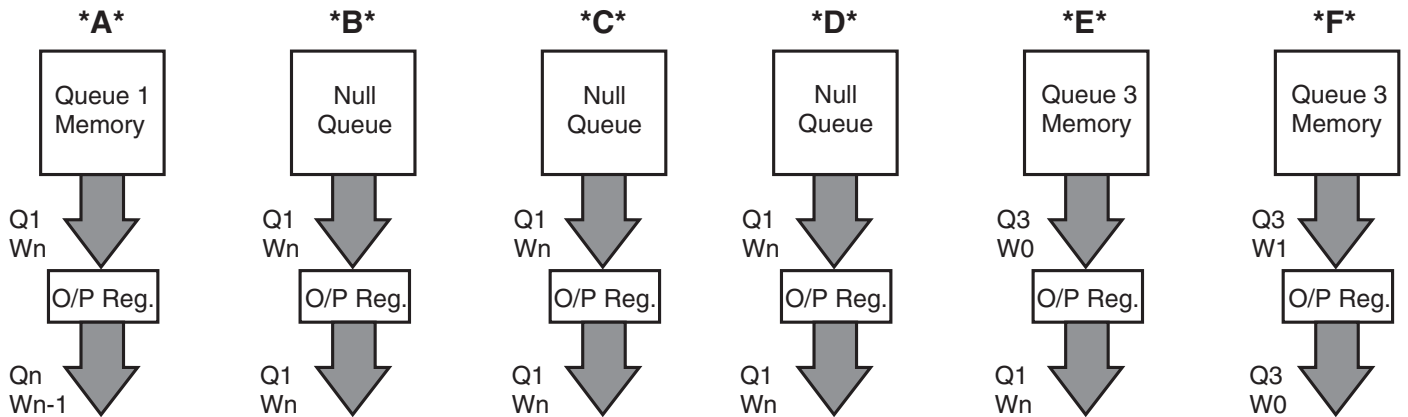 *A* *B* *C* *D* *E* *F*
Queue 1
Memory
Null
Queue
Null
Queue
Null
Queue
Queue 3
Memory
Queue 3
Memory
Q1
Wn
Q1
Wn
Q1
Wn
Q1
Wn
Q3
W0
Q3
W1
O/P Reg. O/P Reg. O/P Reg. O/P Reg. O/P Reg. O/P Reg.
Qn
Wn-1
Q1
Wn
Q1
Wn
Q1
Wn
Q1
Wn
Q3
W0